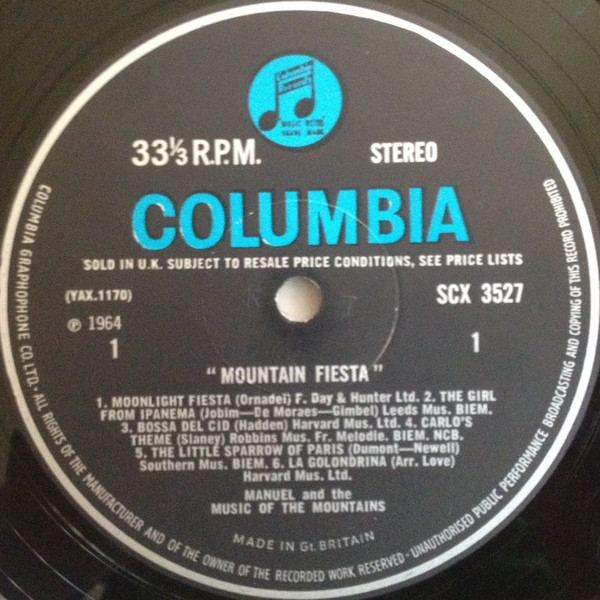 Columbia
Records
MAGIC NOTES
TRADE MARK
33⅓ R.P.M. STEREO
COLUMBIA
SOLD IN U.K. SUBJECT TO RESALE PRICE CONDITIONS, SEE PRICE LISTS
(YAX.1170) SCX 3527
℗ 1964
1 1
"MOUNTAIN FIESTA"
1. MOONLIGHT FIESTA (Ornadel) F. Day & Hunter Ltd. 2. THE GIRL
FROM IPANEMA (Jobim—De Moraes—Gimbel) Leeds Mus. BIEM.
3. BOSSA DEL CID (Hadden) Harvard Mus. Ltd. 4. CARLO'S
THEME (Slaney) Robbins Mus. Fr. Melodie. BIEM. NCB.
5. THE LITTLE SPARROW OF PARIS (Dumont—Newell)
Southern Mus. BIEM. 6. LA GOLONDRINA (Arr. Love)
Harvard Mus. Ltd.
MANUEL and the
MUSIC OF THE MOUNTAINS
MADE IN Gt. BRITAIN
COLUMBIA GRAPHOPHONE CO. LTD. · ALL RIGHTS OF THE MANUFACTURER AND OF THE OWNER OF THE RECORDED WORK RESERVED · UNAUTHORISED PUBLIC PERFORMANCE BROADCASTING AND COPYING OF THIS RECORD PROHIBITED